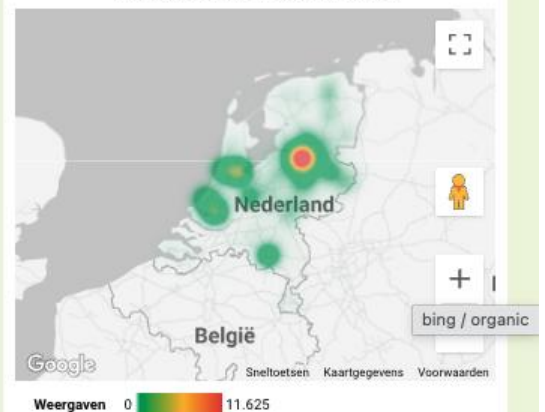 Nederland
bing / organic
België
Google
Sneltoetsen Kaartgegevens Voorwaarden
Weergaven 0 11.625